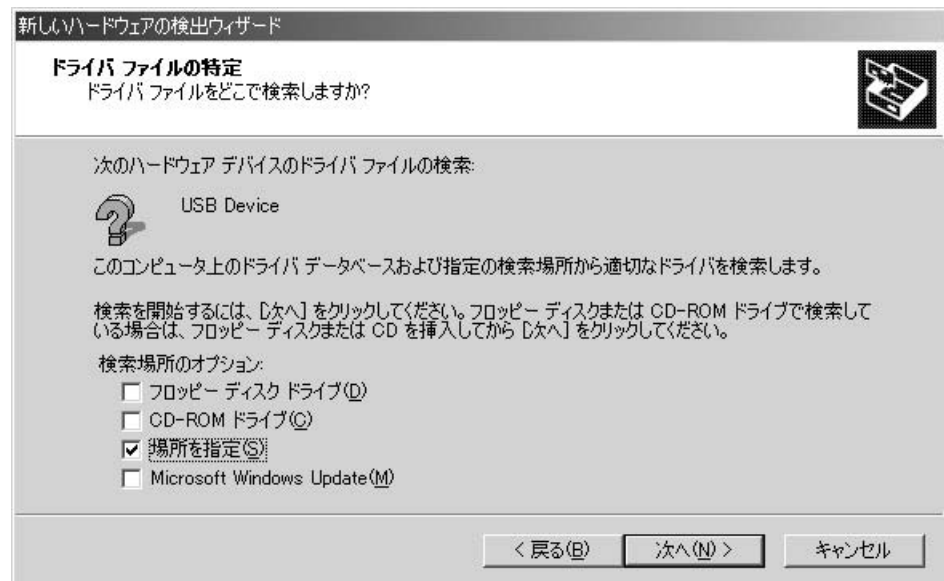 新しいハードウェアの検出ウィザード
ドライバ ファイルの特定
ドライバ ファイルをどこで検索しますか?
次のハードウェア デバイスのドライバ ファイルの検索:
USB Device
このコンピュータ上のドライバ データベースおよび指定の検索場所から適切なドライバを検索します。
検索を開始するには、[次へ] をクリックしてください。フロッピー ディスクまたは CD-ROM ドライブで検索して
いる場合は、フロッピー ディスクまたは CD を挿入してから [次へ] をクリックしてください。
検索場所のオプション:
フロッピー ディスク ドライブ(D)
CD-ROM ドライブ(C)
場所を指定(S)
Microsoft Windows Update(M)
< 戻る(B) 次へ(N) > キャンセル